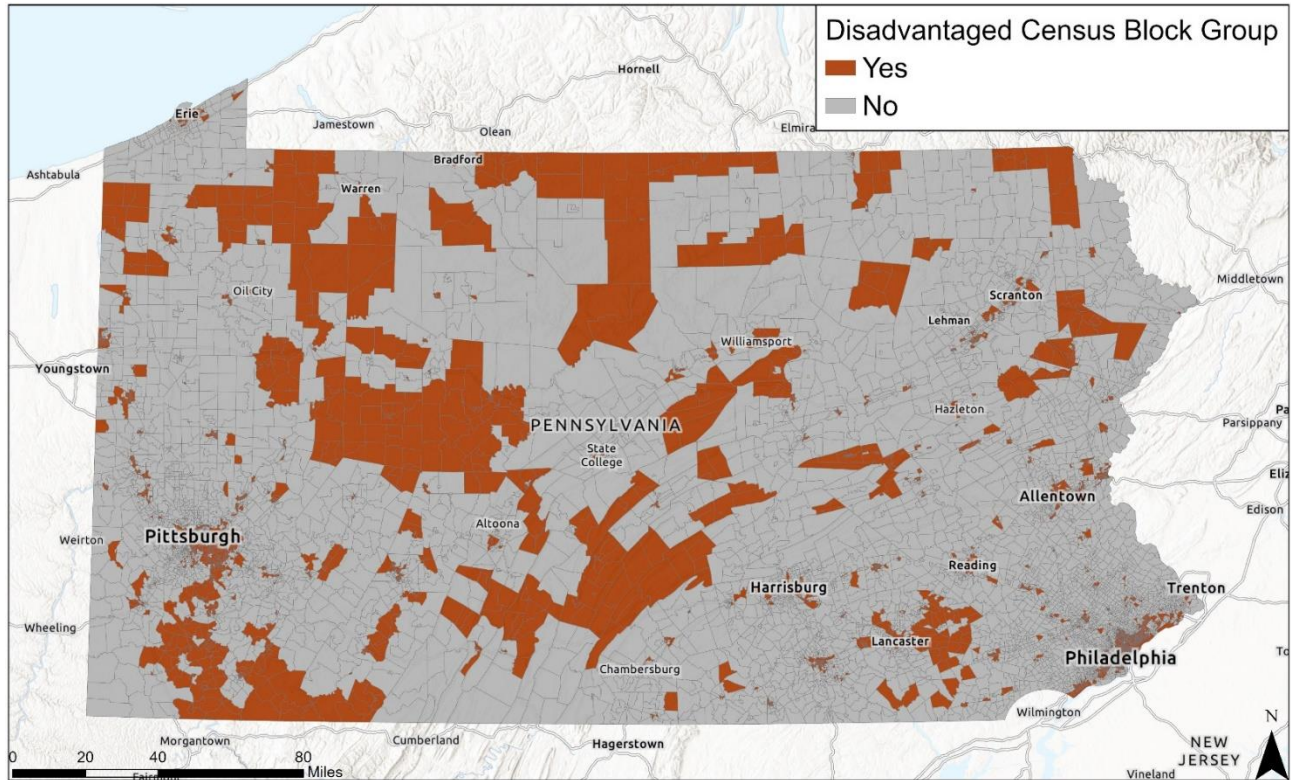 Disadvantaged Census Block Group
Yes
No
Hornell
Erie
Jamestown
Olean
Elmira
Ashtabula
Bradford
Warren
Middletown
Oil City
Scranton
Lehman
Williamsport
Youngstown
Hazleton
PENNSYLVANIA
Parsippany
State
College
Allentown
Edison
Altoona
Pittsburgh
Weirton
Reading
Harrisburg
Trenton
Wheeling
Lancaster
Philadelphia
Chambersburg
Wilmington
N
Morgantown
Cumberland
Hagerstown
NEW
JERSEY
0 20 40 80
Miles
Vineland